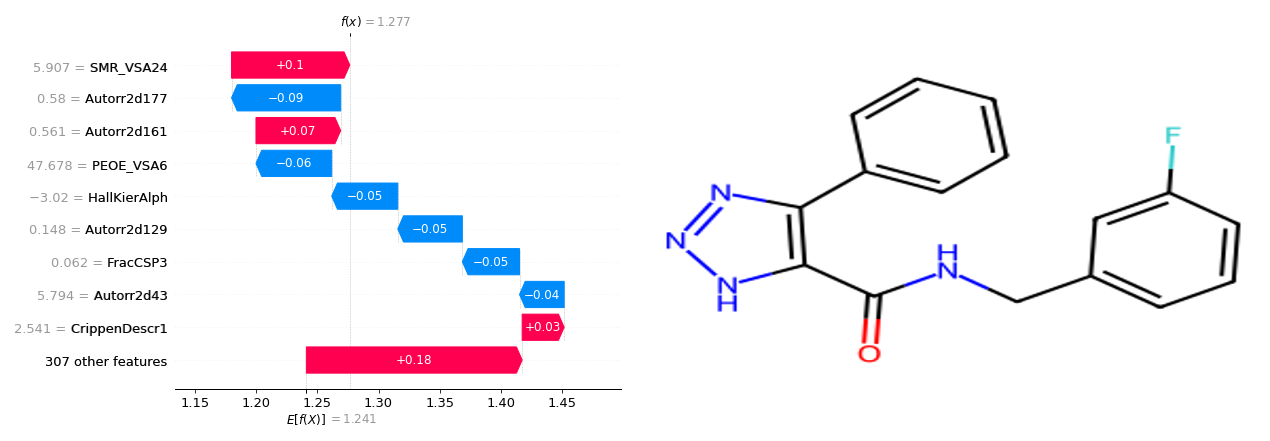 f(x) = 1.277
5.907 = SMR_VSA24
+0.1
0.58 = Autorr2d177
−0.09
0.561 = Autorr2d161
+0.07
47.678 = PEOE_VSA6
−0.06
−3.02 = HallKierAlph
−0.05
0.148 = Autorr2d129
−0.05
0.062 = FracCSP3
−0.05
5.794 = Autorr2d43
−0.04
2.541 = CrippenDescr1
+0.03
307 other features
+0.18
1.15 1.20 1.25 1.30 1.35 1.40 1.45
E[f(X)] = 1.241
F
N
N
N
H
H
N
O